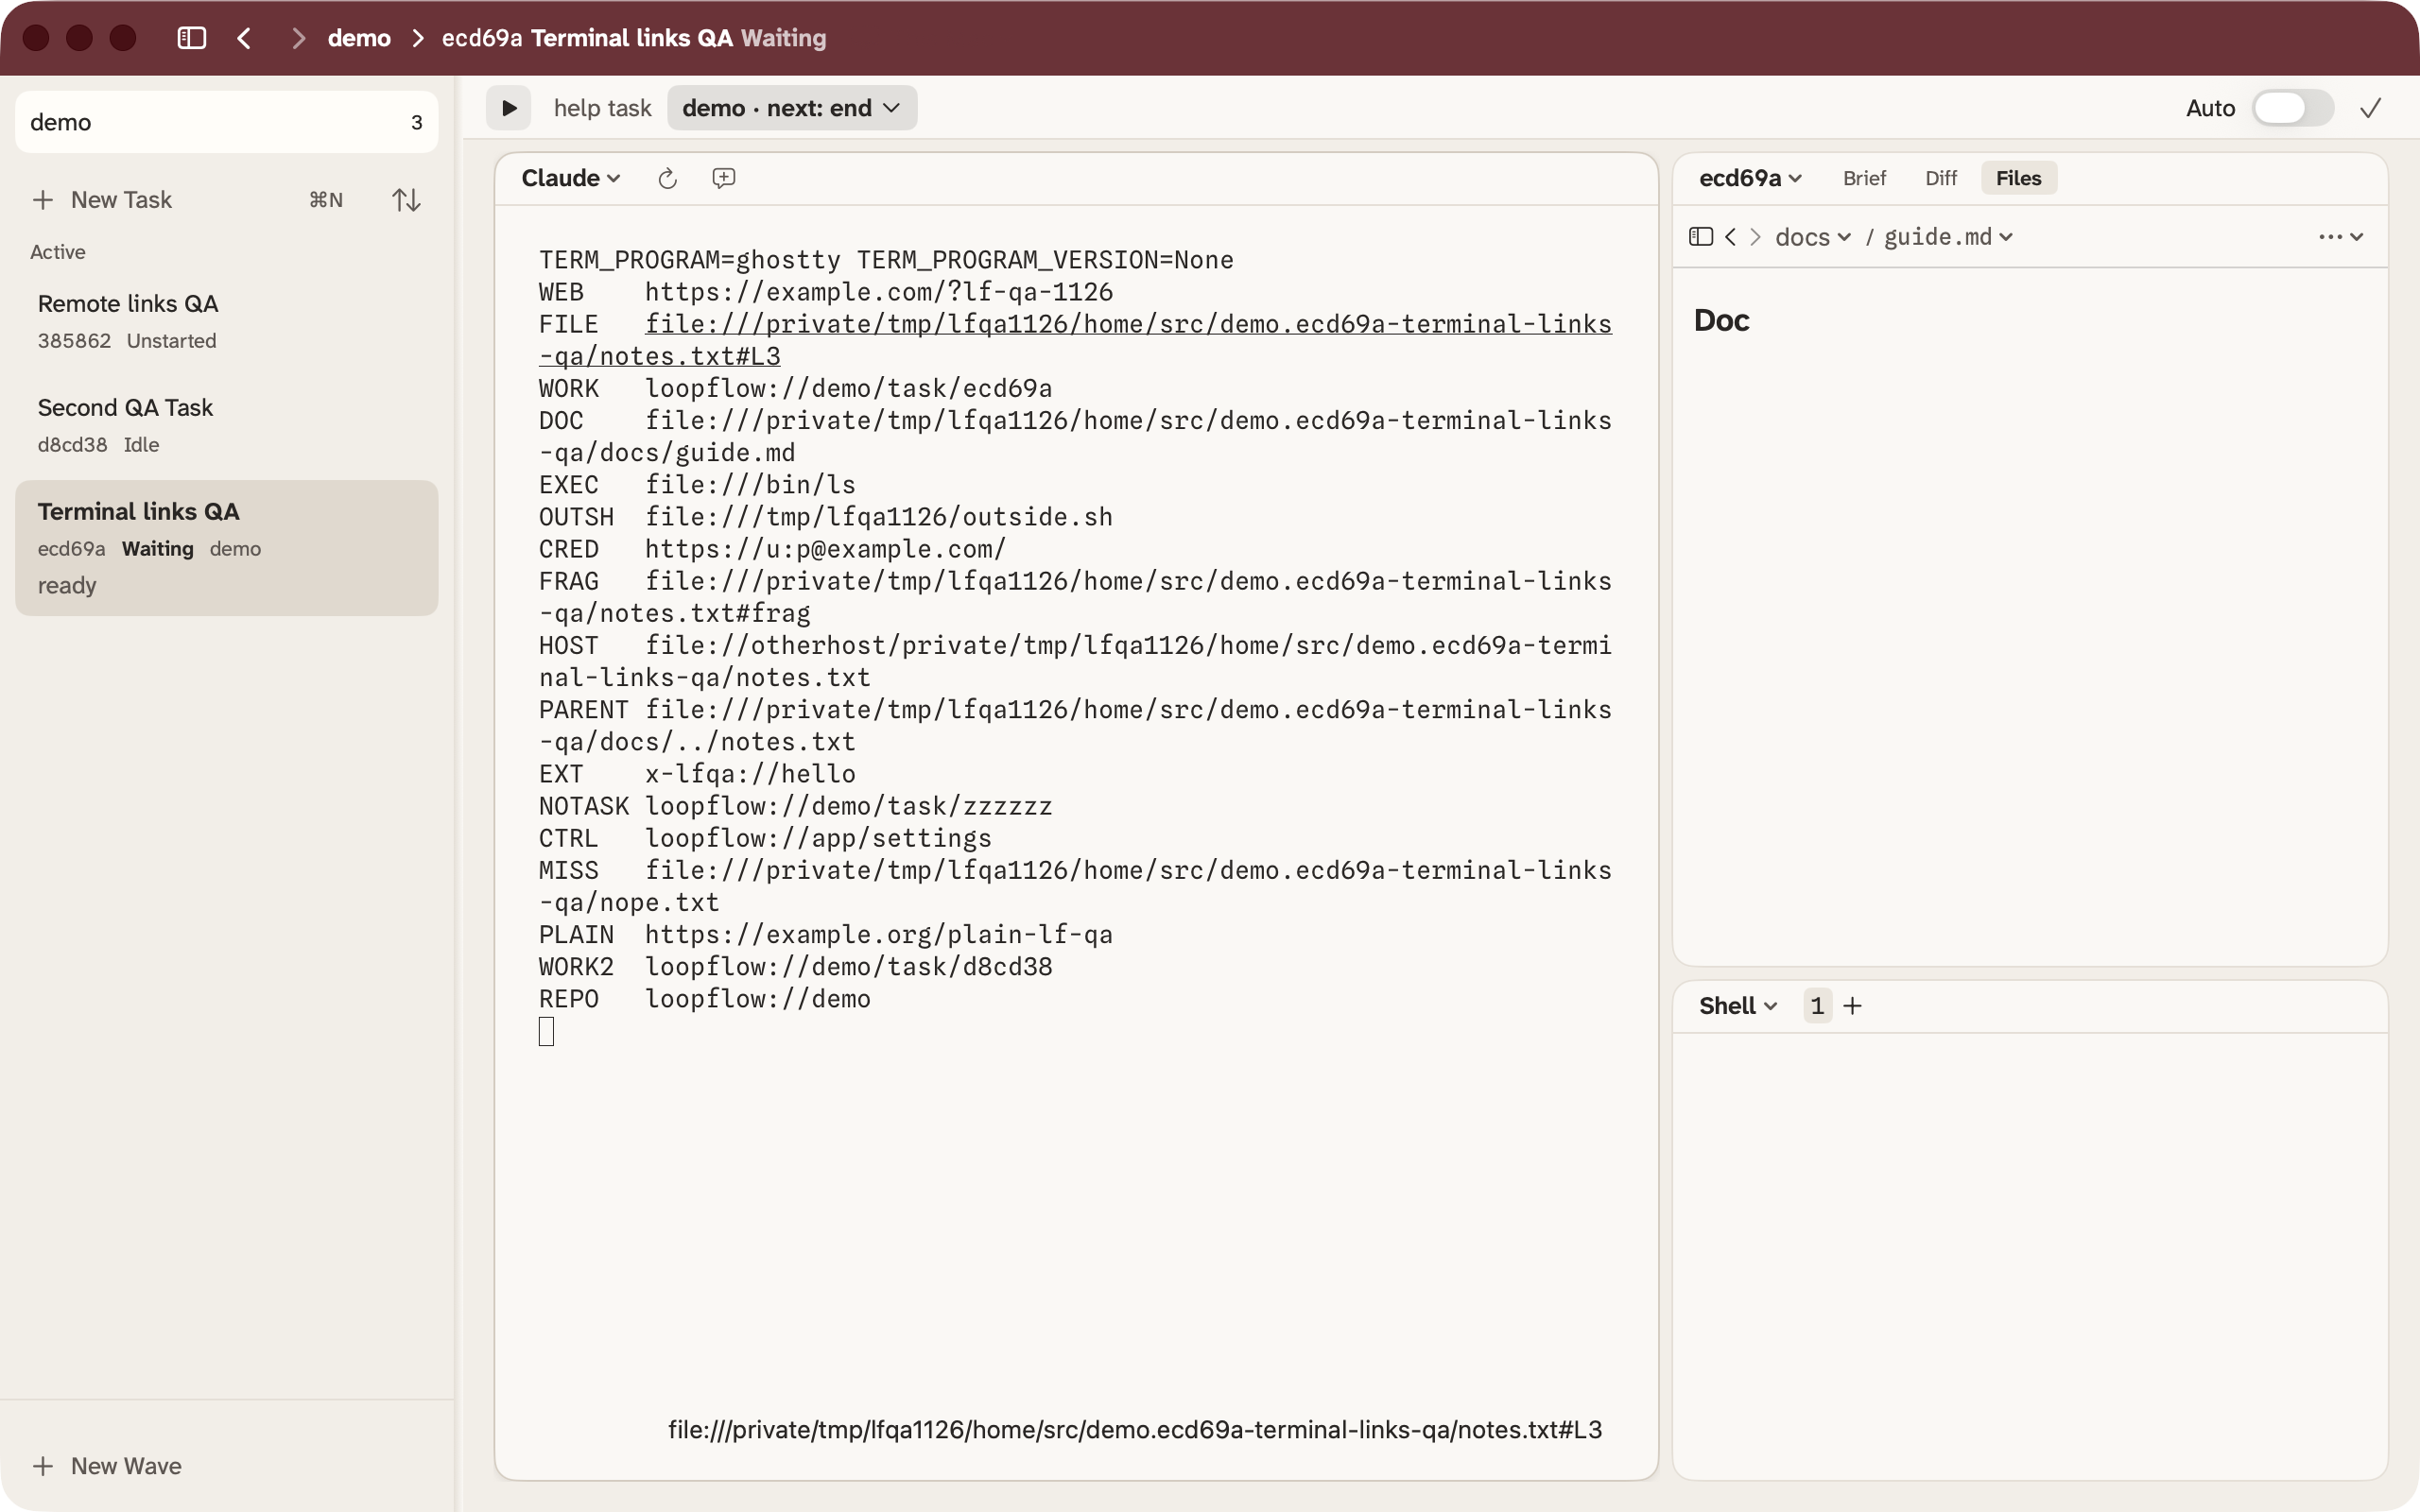 demo ecd69a Terminal links QA Waiting
demo 3
New Task ⌘N
Active
Remote links QA
385862 Unstarted
Second QA Task
d8cd38 Idle
Terminal links QA
ecd69a Waiting demo
ready
New Wave
help task demo · next: end Auto
Claude
TERM_PROGRAM=ghostty TERM_PROGRAM_VERSION=None
WEB https://example.com/?lf-qa-1126
FILE file:///private/tmp/lfqa1126/home/src/demo.ecd69a-terminal-links
-qa/notes.txt#L3
WORK loopflow://demo/task/ecd69a
DOC file:///private/tmp/lfqa1126/home/src/demo.ecd69a-terminal-links
-qa/docs/guide.md
EXEC file:///bin/ls
OUTSH file:///tmp/lfqa1126/outside.sh
CRED https://u:p@example.com/
FRAG file:///private/tmp/lfqa1126/home/src/demo.ecd69a-terminal-links
-qa/notes.txt#frag
HOST file://otherhost/private/tmp/lfqa1126/home/src/demo.ecd69a-termi
nal-links-qa/notes.txt
PARENT file:///private/tmp/lfqa1126/home/src/demo.ecd69a-terminal-links
-qa/docs/../notes.txt
EXT x-lfqa://hello
NOTASK loopflow://demo/task/zzzzzz
CTRL loopflow://app/settings
MISS file:///private/tmp/lfqa1126/home/src/demo.ecd69a-terminal-links
-qa/nope.txt
PLAIN https://example.org/plain-lf-qa
WORK2 loopflow://demo/task/d8cd38
REPO loopflow://demo
file:///private/tmp/lfqa1126/home/src/demo.ecd69a-terminal-links-qa/notes.txt#L3
ecd69a Brief Diff Files
docs / guide.md
Doc
Shell 1